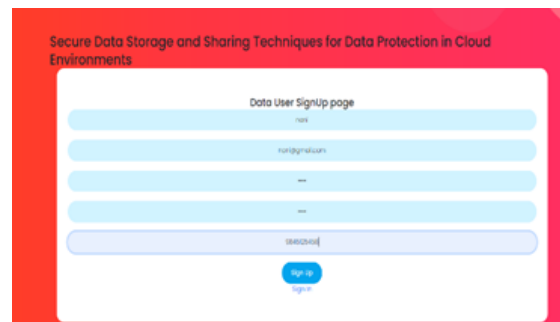 Secure Data Storage and Sharing Techniques for Data Protection in Cloud
Environments
Data User SignUp page
Sign Up
Sign in